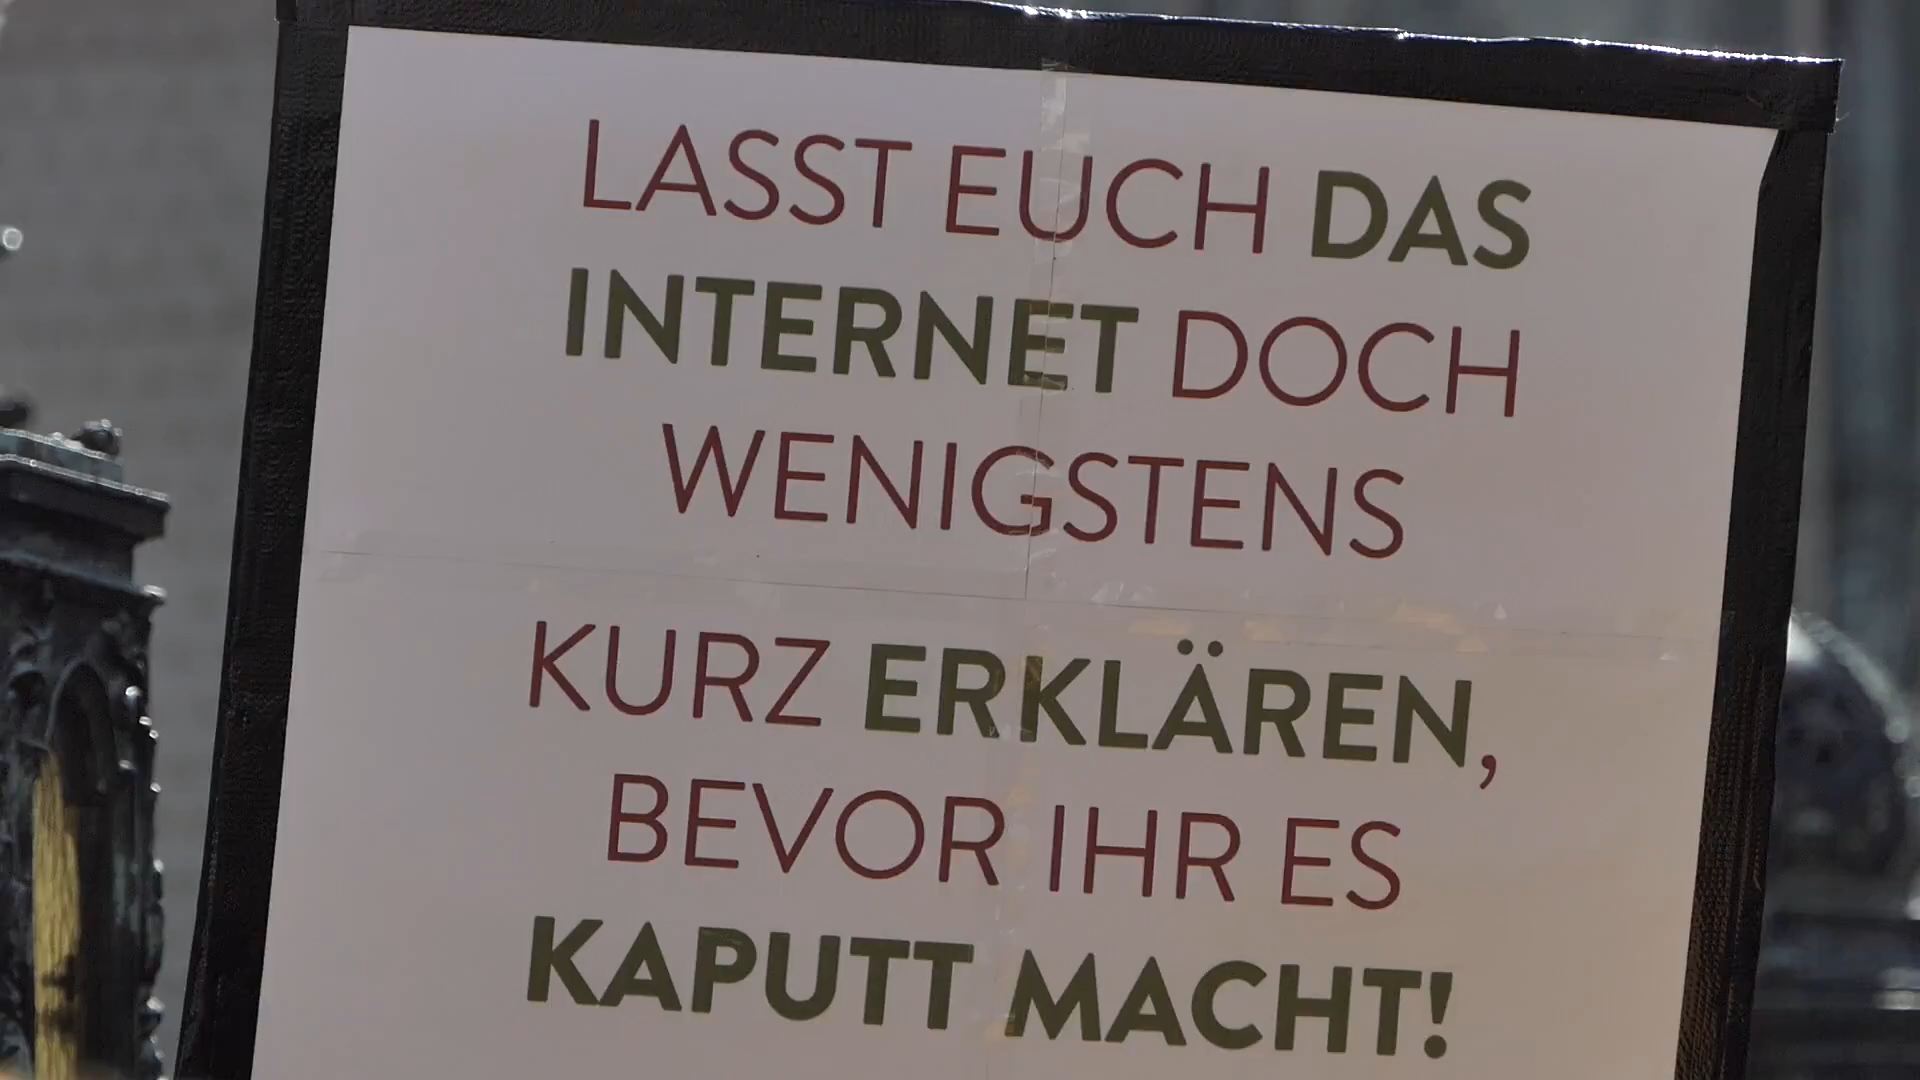 LASST EUCH DAS
INTERNET DOCH
WENIGSTENS
KURZ ERKLÄREN,
BEVOR IHR ES
KAPUTT MACHT!